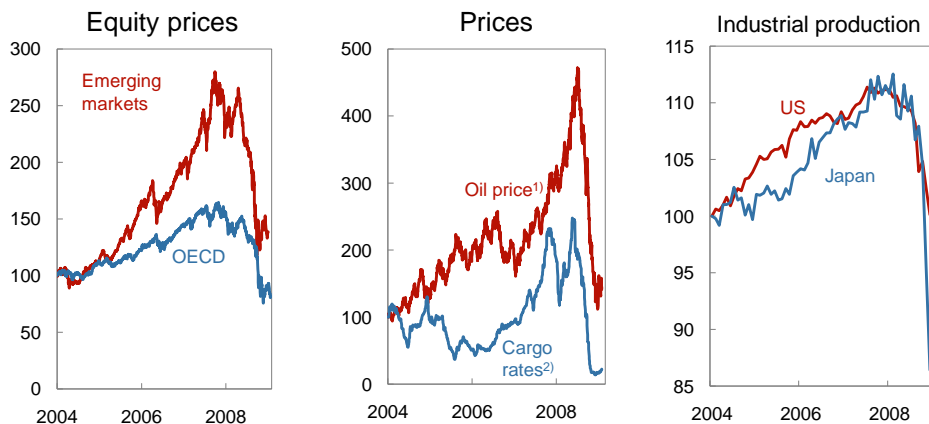 Equity prices
300
250
200
150
100
50
0
2004
2006
2008
Emerging
markets
OECD
Prices
500
400
300
200
100
0
2004
2006
2008
Oil price1)
Cargo
rates2)
Industrial production
115
110
105
100
95
90
85
2004
2006
2008
US
Japan